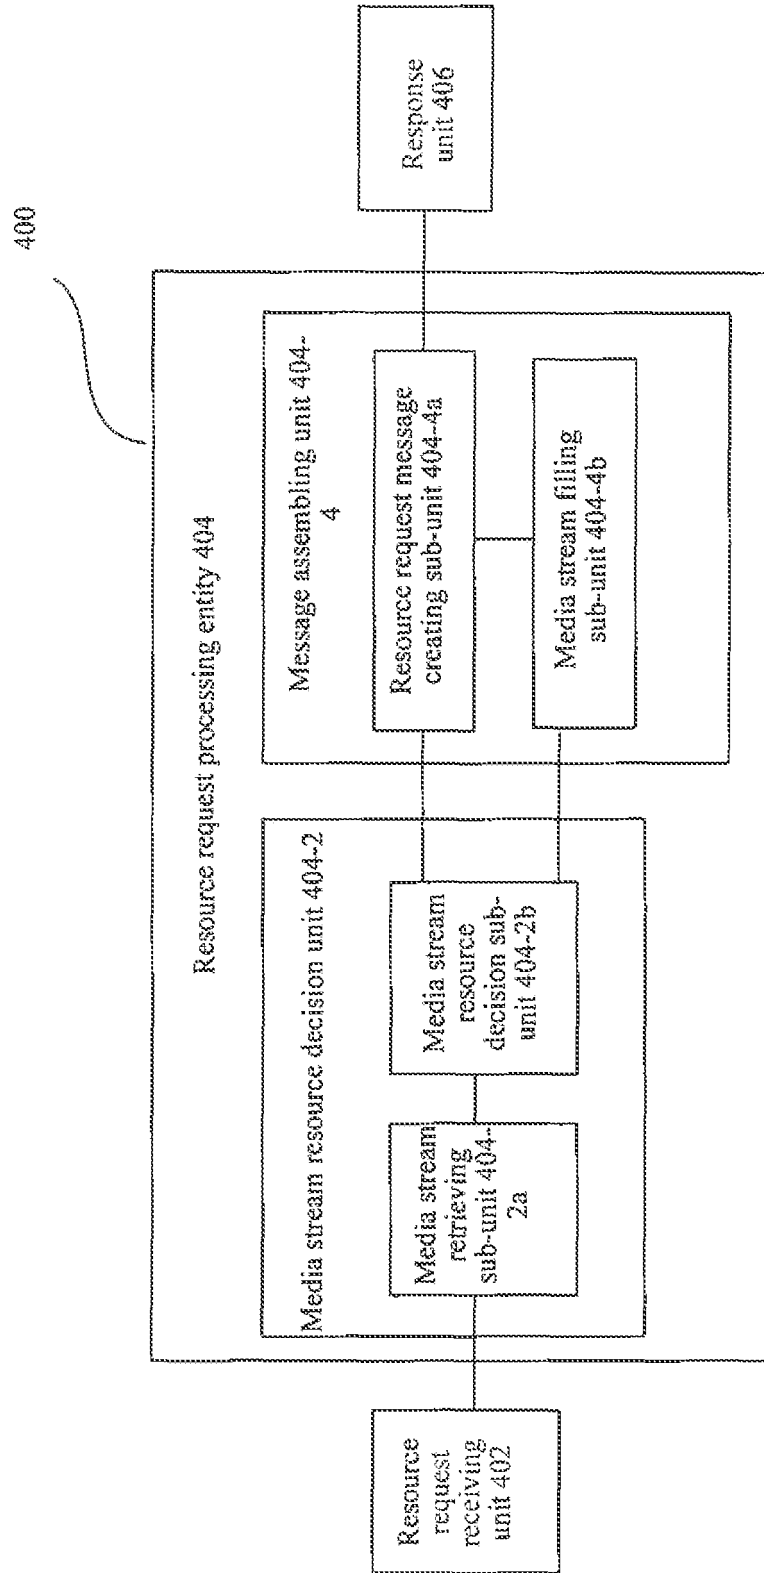 400
Resource request processing entity 404
Media stream resource decision unit 404-2
Message assembling unit 404-
4
Resource
request
receiving
unit 402
Media stream
retrieving
sub-unit 404-
2a
Media stream
resource
decision sub-
unit 404-2b
Resource request message
creating sub-unit 404-4a
Media stream filling
sub-unit 404-4b
Response
unit 406